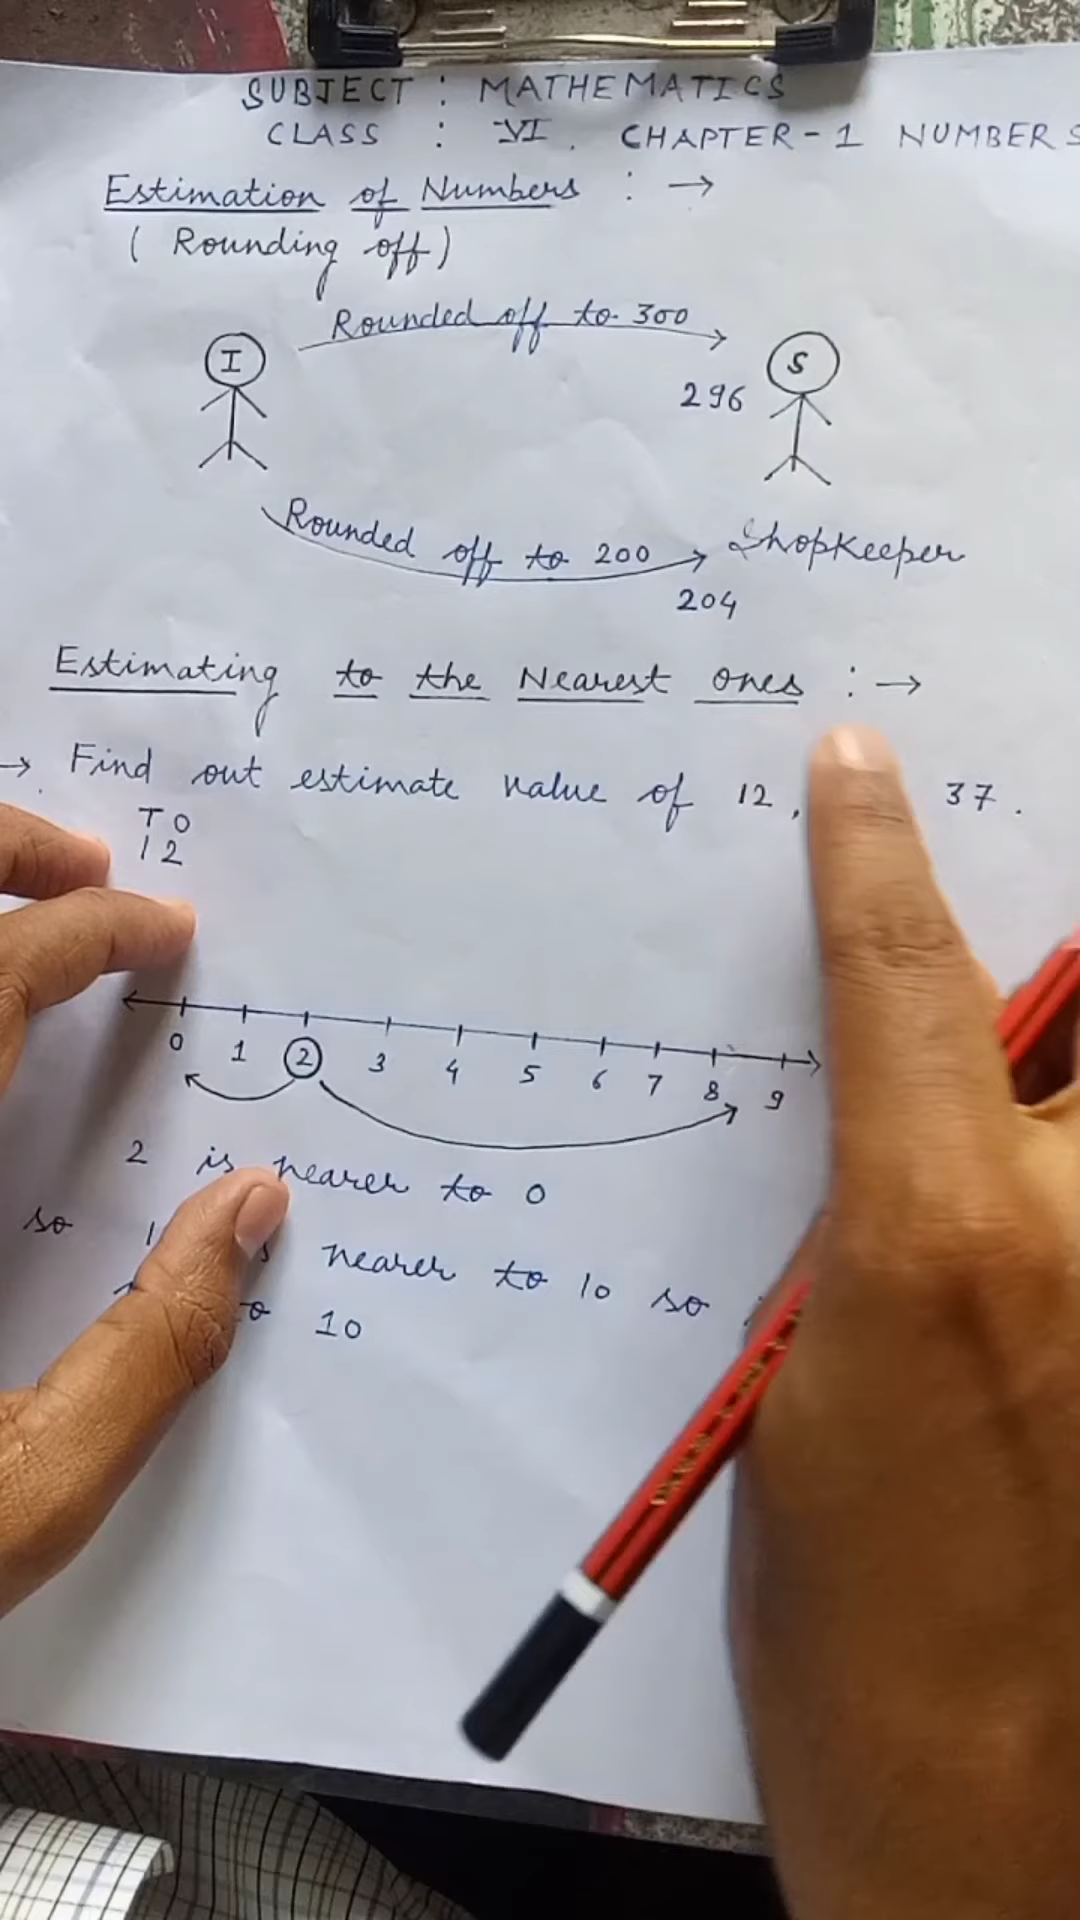 SUBJECT : MATHEMATICS
CLASS : VI. CHAPTER-1 NUMBERS
Estimation of Numbers : →
( Rounding off )
Rounded off to 300
I
S
296
Rounded off to 200
Shopkeeper
204
Estimating to the Nearest ones : →
→ Find out estimate value of 12, 37.
T O
1 2
0 1 2 3 4 5 6 7 8 9
2 is nearer to 0
so nearer to 10 so
10